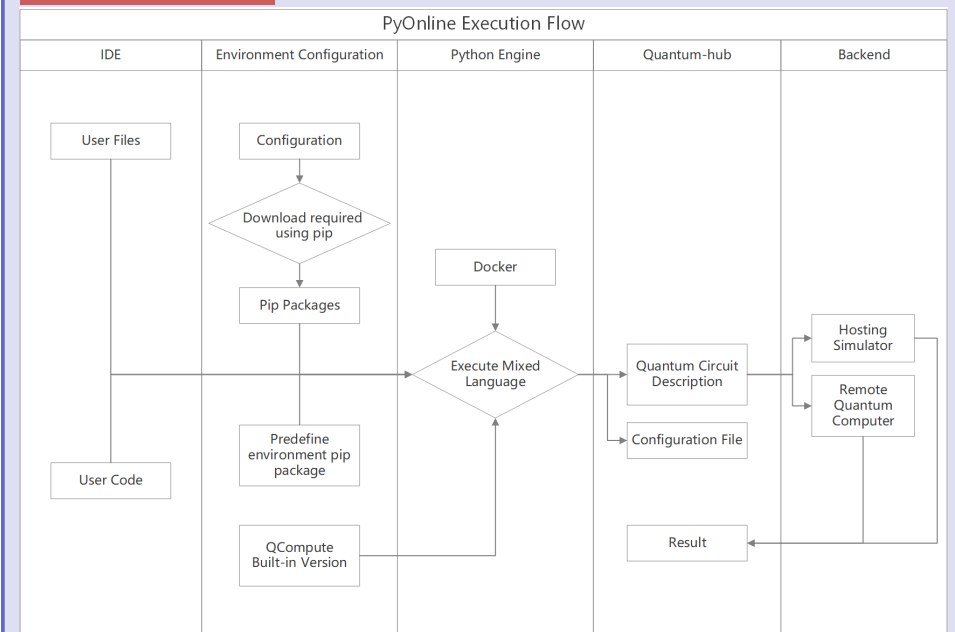 PyOnline Execution Flow
IDE
Environment Configuration
Python Engine
Quantum-hub
Backend
User Files
Configuration
Download required
using pip
Docker
Pip Packages
Hosting
Simulator
Execute Mixed
Language
Quantum Circuit
Description
Remote
Quantum
Computer
Predefine
environment pip
package
Configuration File
User Code
QCompute
Built-in Version
Result